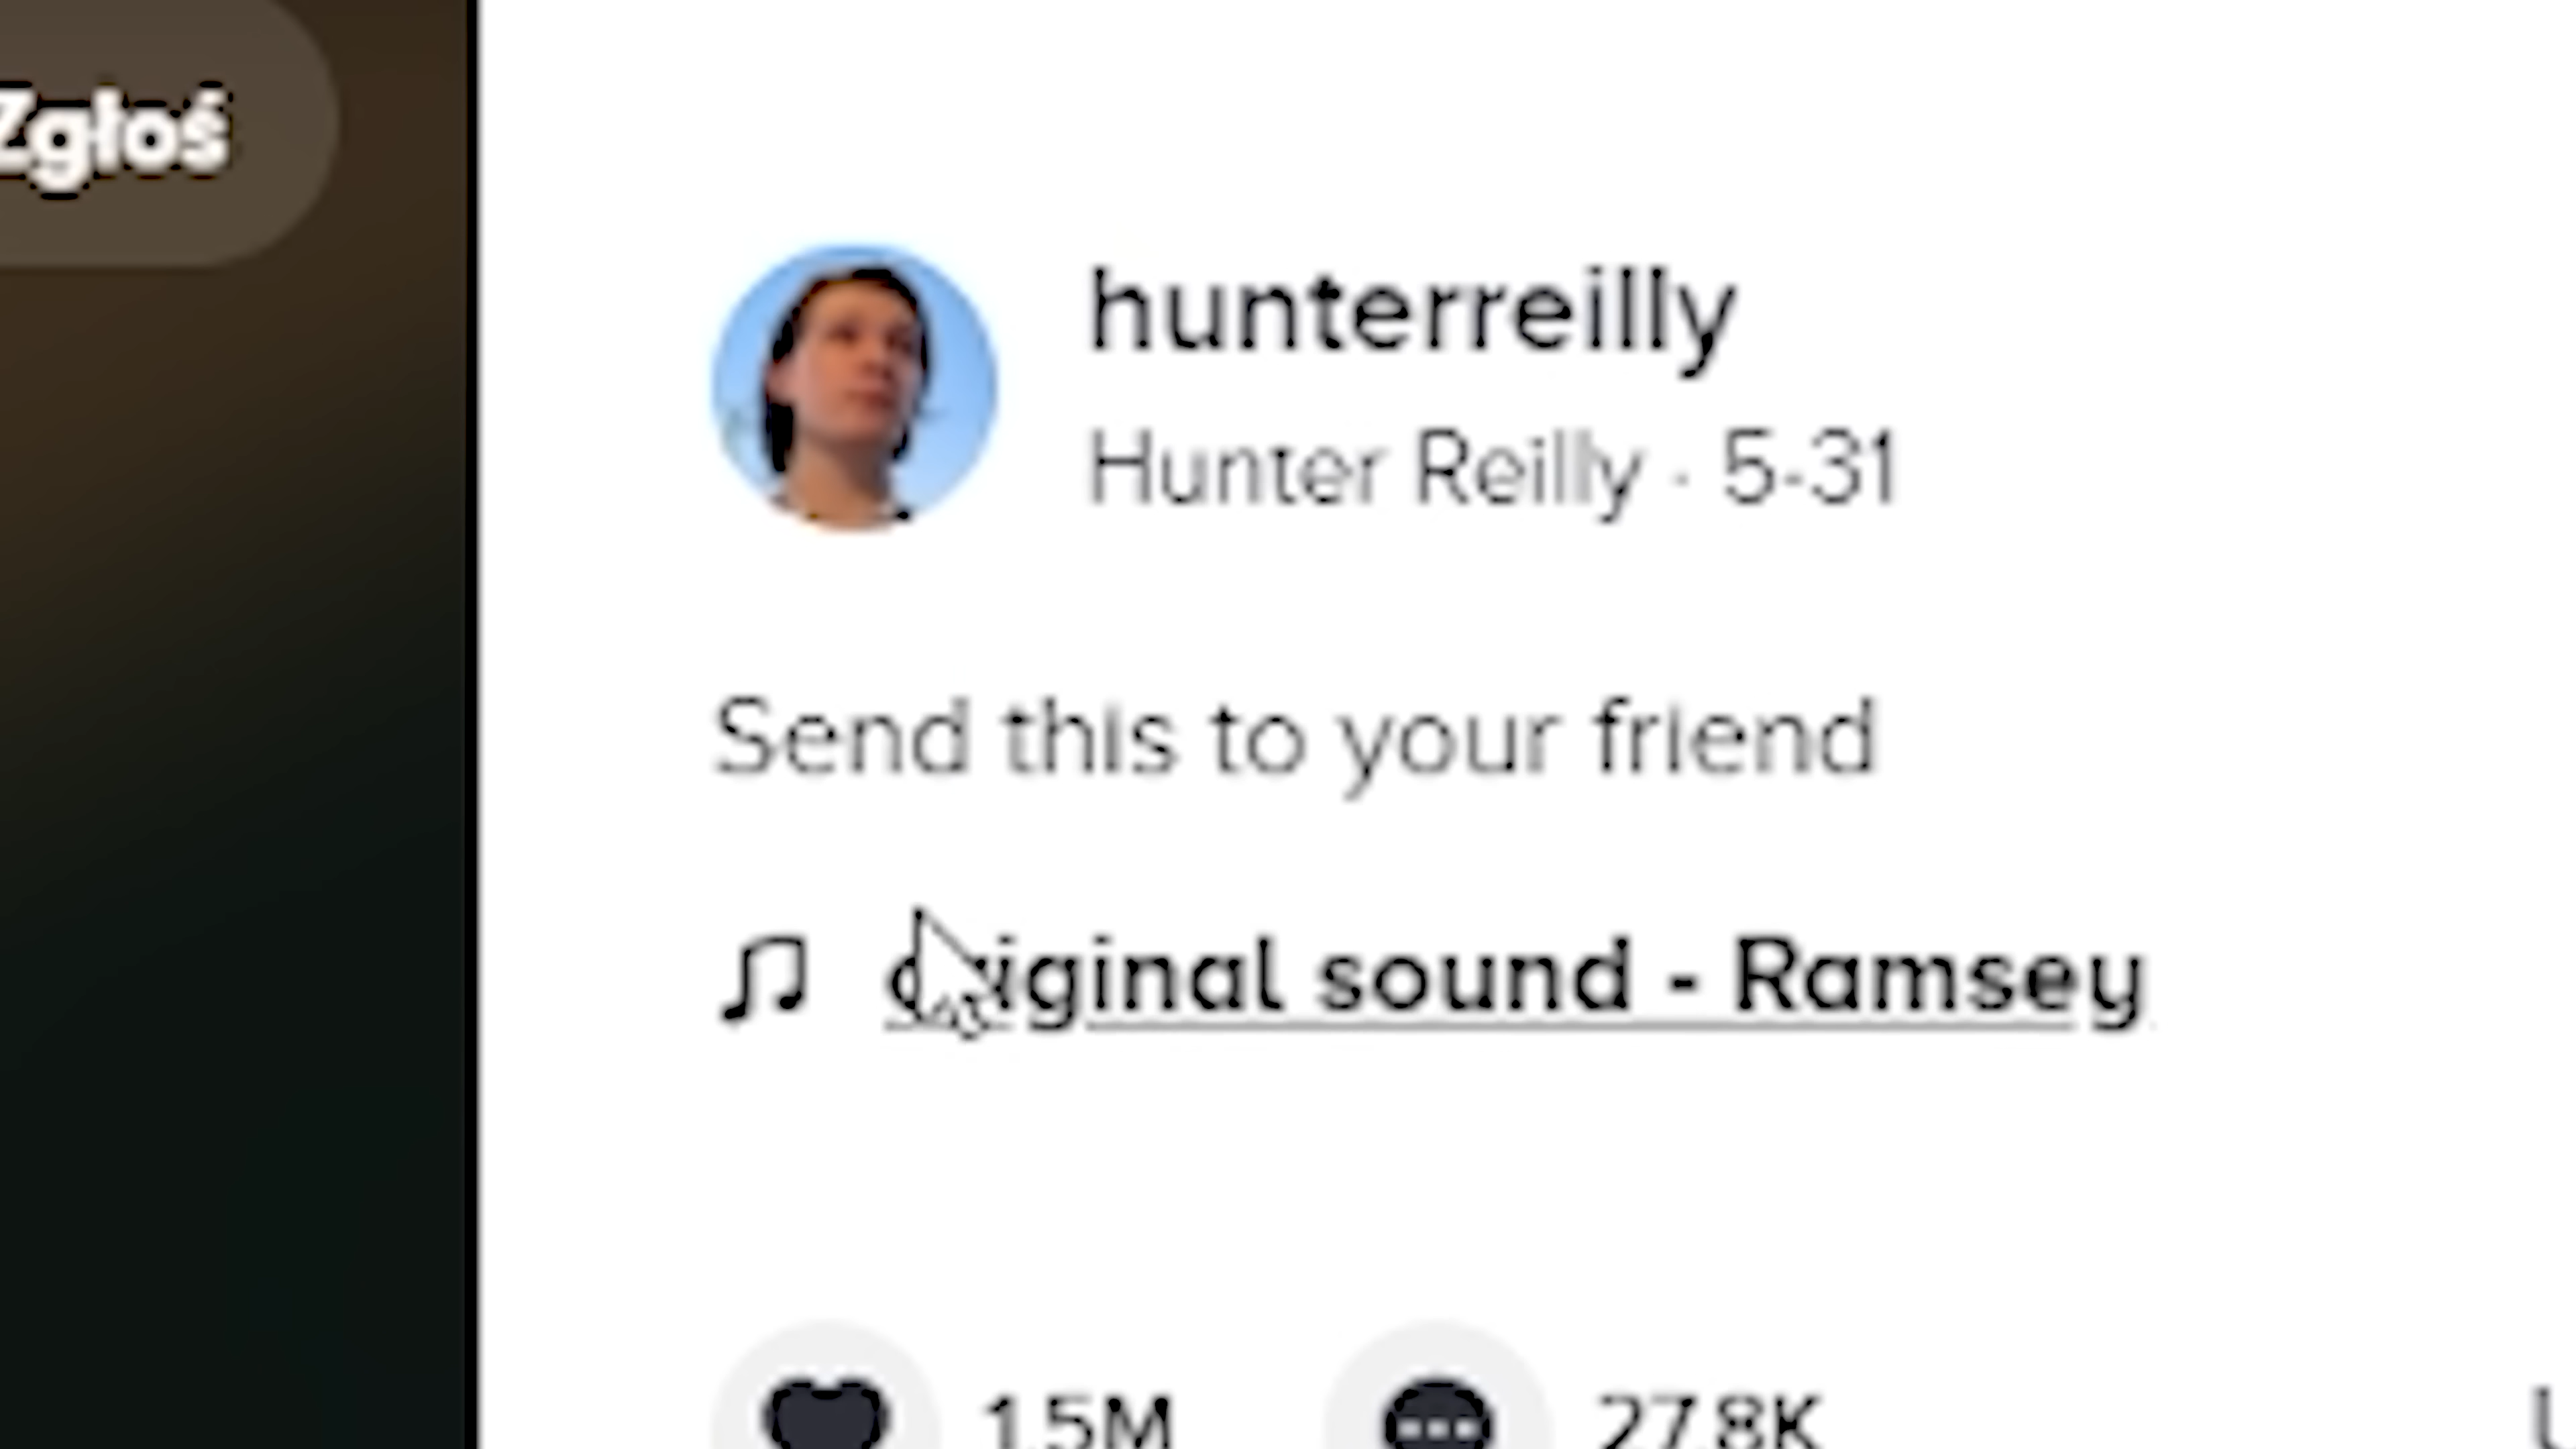 Zgłoś
hunterreilly
Hunter Reilly · 5-31
Send this to your friend
original sound - Ramsey
1.5M
27.8K